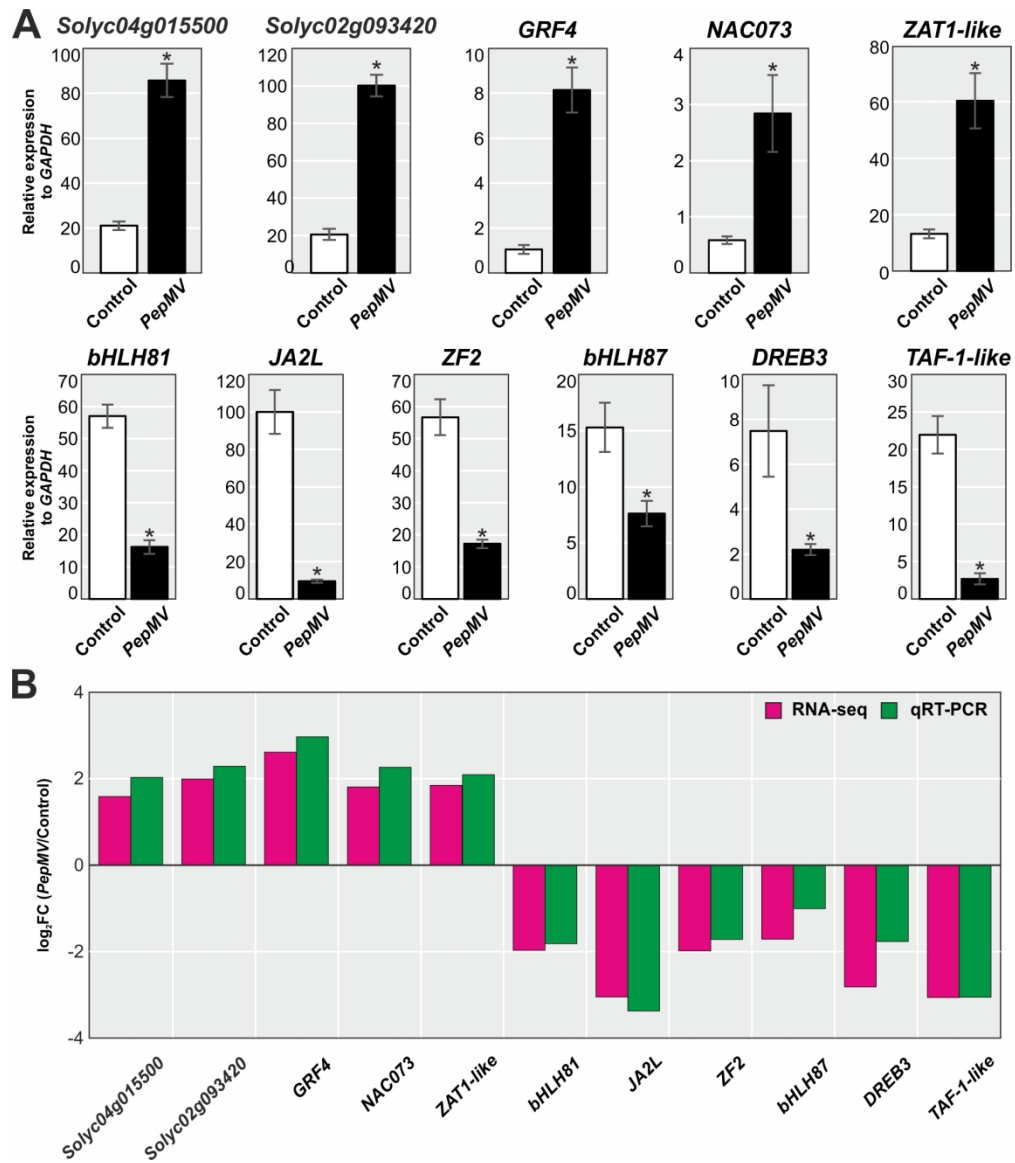 A
Solyc04g015500
Solyc02g093420
GRF4
NAC073
ZAT1-like
Relative expression
to GAPDH
100
80
60
40
20
0
*
Control
PepMV
120
100
80
60
40
20
0
*
Control
PepMV
10
8
6
4
2
0
*
Control
PepMV
4
3
2
1
0
*
Control
PepMV
80
60
40
20
0
*
Control
PepMV
bHLH81
JA2L
ZF2
bHLH87
DREB3
TAF-1-like
Relative expression
to GAPDH
70
60
50
40
30
20
10
0
*
Control
PepMV
120
100
80
60
40
20
0
*
Control
PepMV
70
60
50
40
30
20
10
0
*
Control
PepMV
20
15
10
5
0
*
Control
PepMV
10
8
6
4
2
0
*
Control
PepMV
30
25
20
15
10
5
0
*
Control
PepMV
B
log₂FC (PepMV/Control)
4
2
0
-2
-4
RNA-seq
qRT-PCR
Solyc04g015500
Solyc02g093420
GRF4
NAC073
ZAT1-like
bHLH81
JA2L
ZF2
bHLH87
DREB3
TAF-1-like